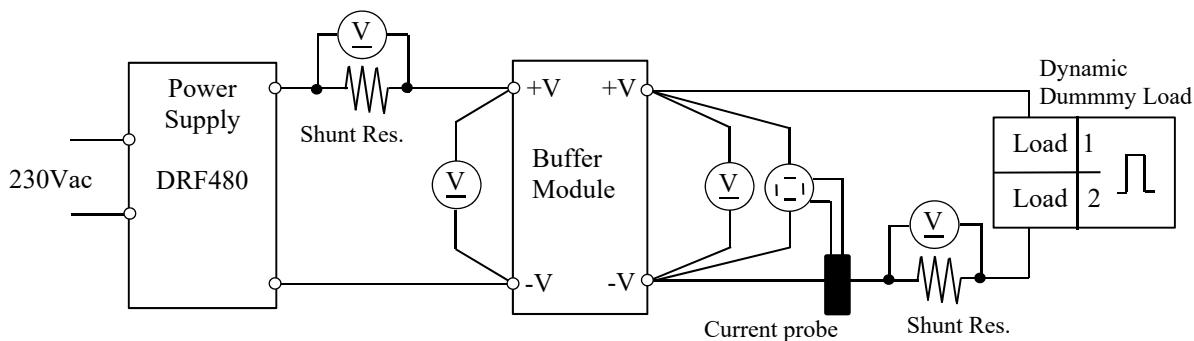 V
Power
Supply
DRF480
Shunt Res.
230Vac
V
+V
+V
Buffer
Module
-V
-V
V
Current probe
V
Shunt Res.
Dynamic
Dummmy Load
Load 1
Load 2